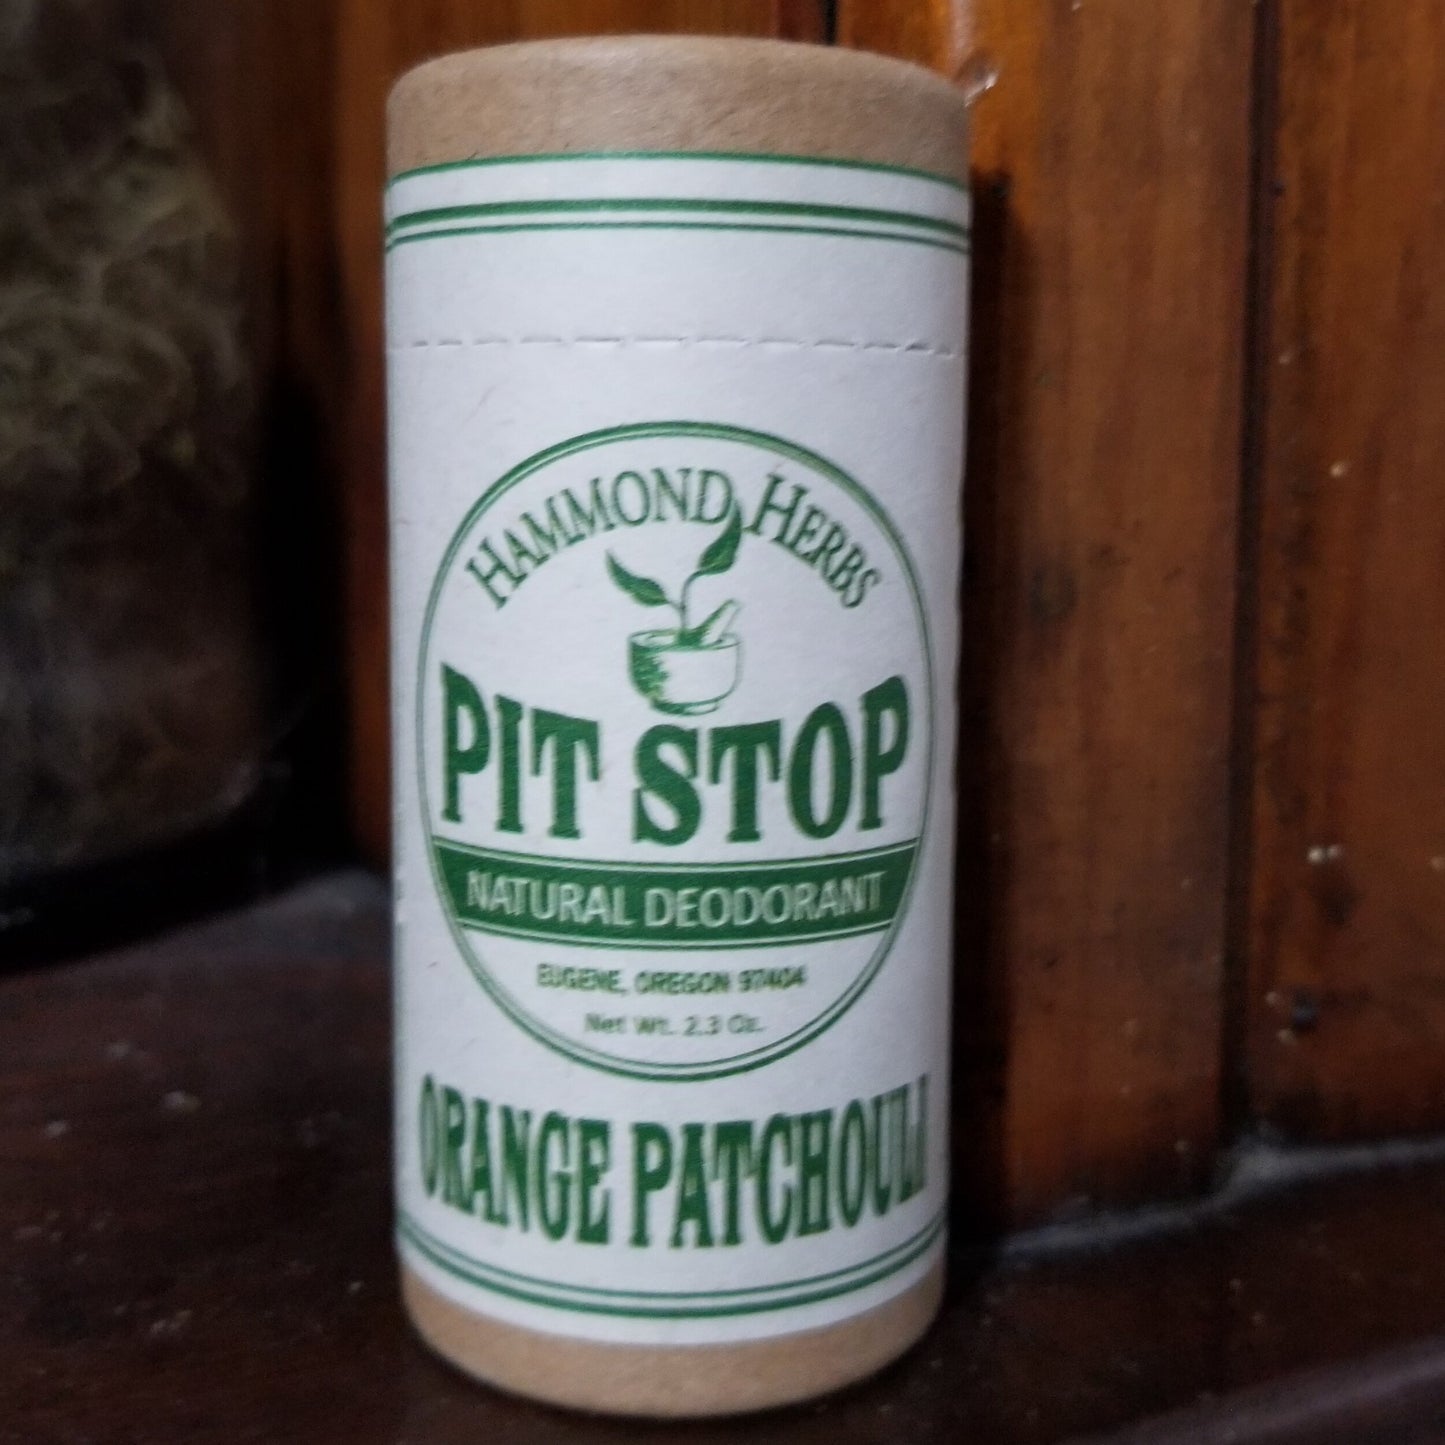 HAMMOND HERBS
PIT STOP
NATURAL DEODORANT
EUGENE, OREGON 97404
Net Wt. 2.3 Oz.
ORANGE PATCHOULI